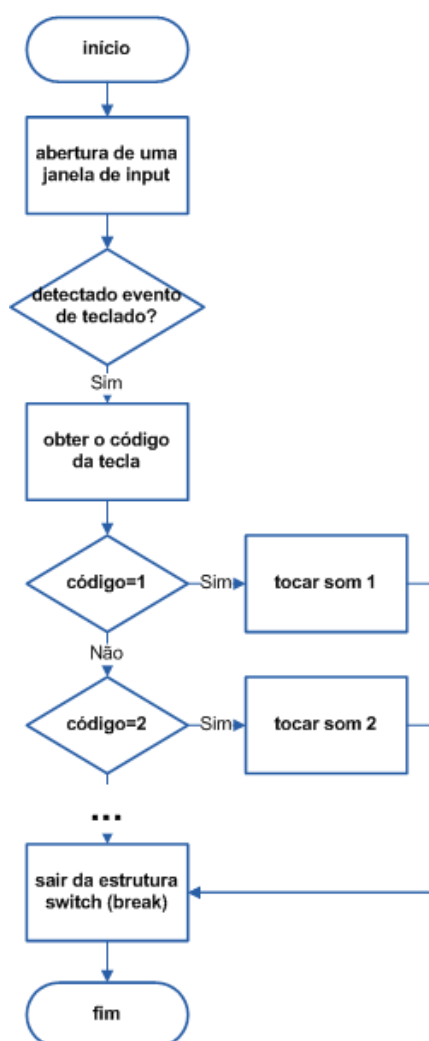 início
abertura de uma
janela de input
detectado evento
de teclado?
Sim
obter o código
da tecla
código=1
Sim
tocar som 1
Não
código=2
Sim
tocar som 2
...
sair da estrutura
switch (break)
fim